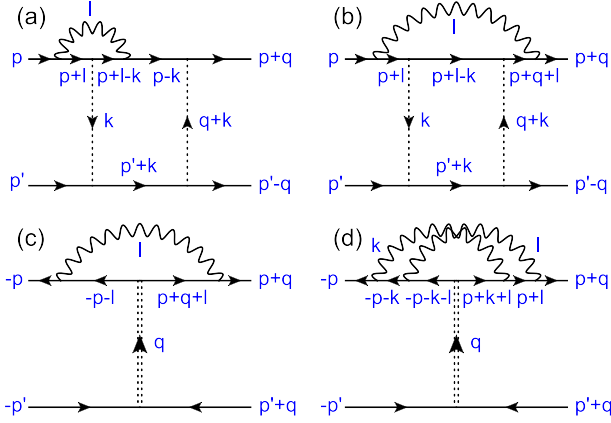 (a) l
p p+l p+l-k p-k p+q
k q+k
p' p'+k p'-q
(b) l
p p+l p+l-k p+q+l p+q
k q+k
p' p'+k p'-q
(c) l
-p -p-l p+q+l p+q
q
-p' p'+q
(d) k l
-p -p-k -p-k-l p+k+l p+l p+q
q
-p' p'+q